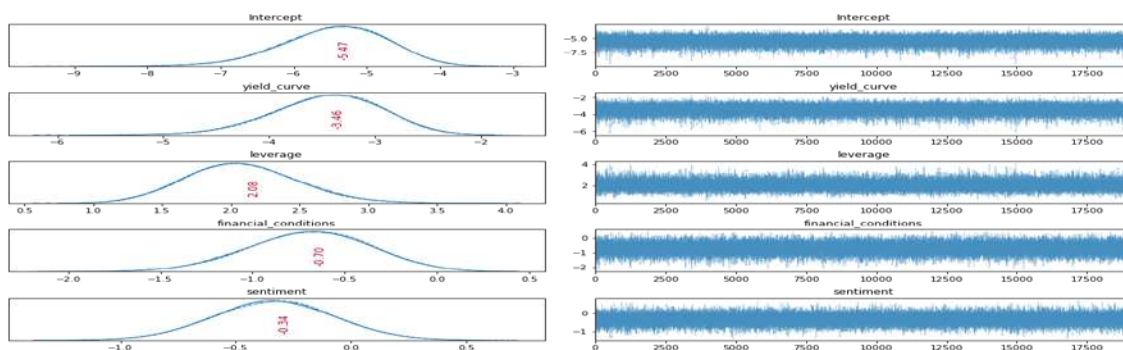 Intercept
-5.47
−9 −8 −7 −6 −5 −4 −3
Intercept
−5.0
−7.5
0 2500 5000 7500 10000 12500 15000 17500
yield_curve
-3.46
−6 −5 −4 −3 −2
yield_curve
−2
−4
−6
0 2500 5000 7500 10000 12500 15000 17500
leverage
2.08
0.5 1.0 1.5 2.0 2.5 3.0 3.5 4.0
leverage
4
2
0 2500 5000 7500 10000 12500 15000 17500
financial_conditions
-0.70
−2.0 −1.5 −1.0 −0.5 0.0 0.5
financial_conditions
0
−1
−2
0 2500 5000 7500 10000 12500 15000 17500
sentiment
-0.34
−1.0 −0.5 0.0 0.5
sentiment
0
−1
0 2500 5000 7500 10000 12500 15000 17500